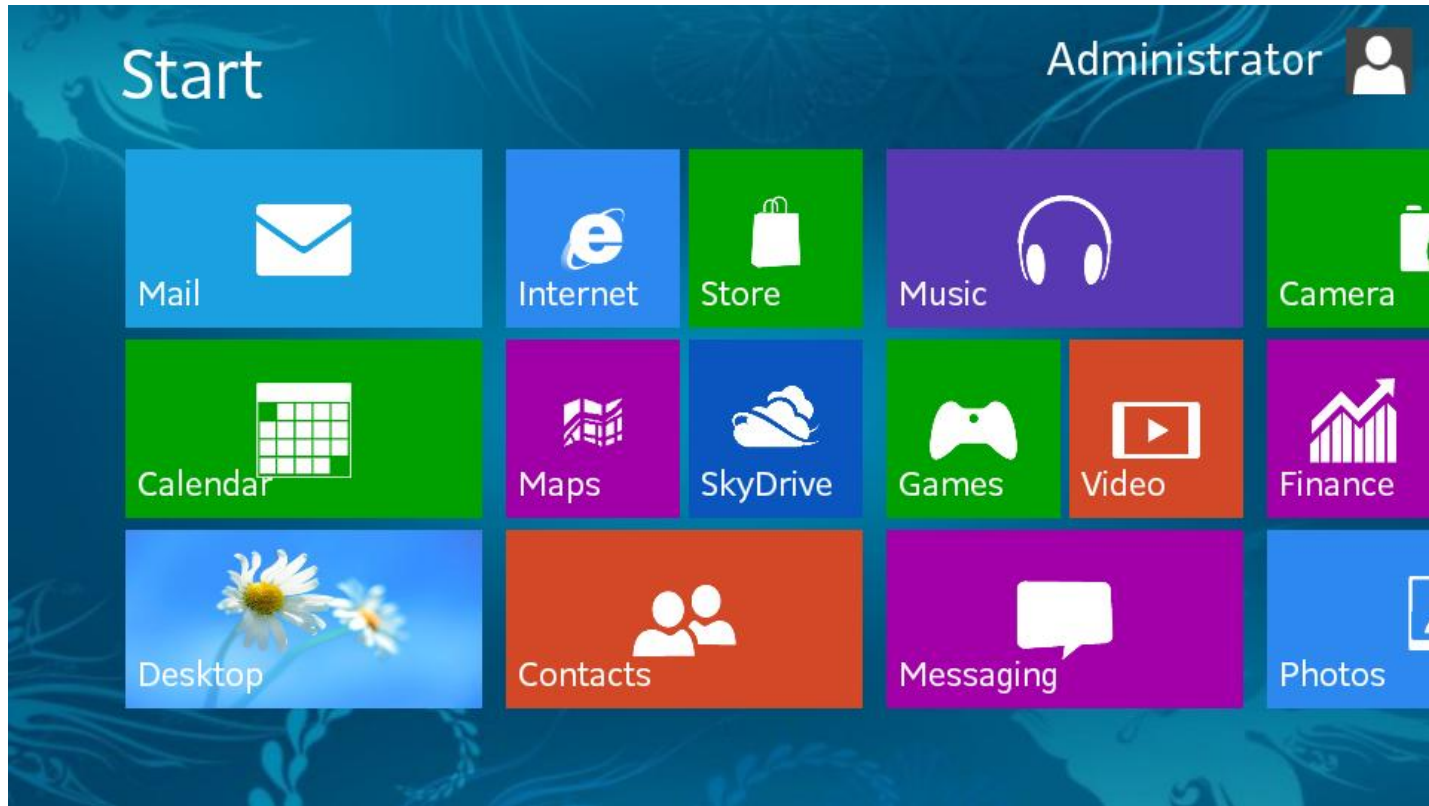 Start
Administrator
Mail
Internet
Store
Music
Camera
Calendar
Maps
SkyDrive
Games
Video
Finance
Desktop
Contacts
Messaging
Photos